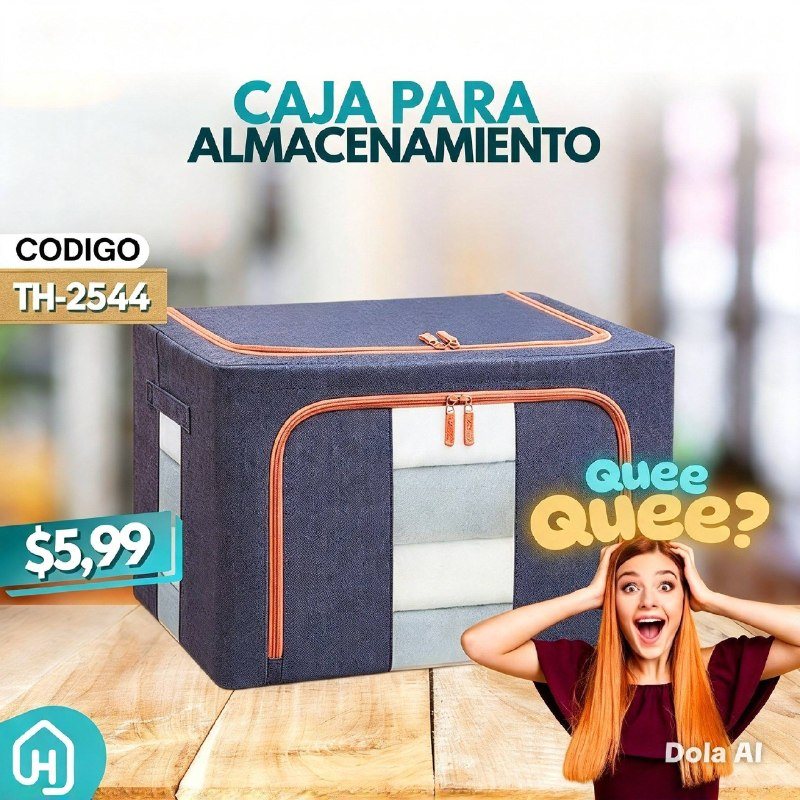 CAJA PARA
ALMACENAMIENTO
CODIGO
TH-2544
$5,99
Quee
Quee?
Dola AI